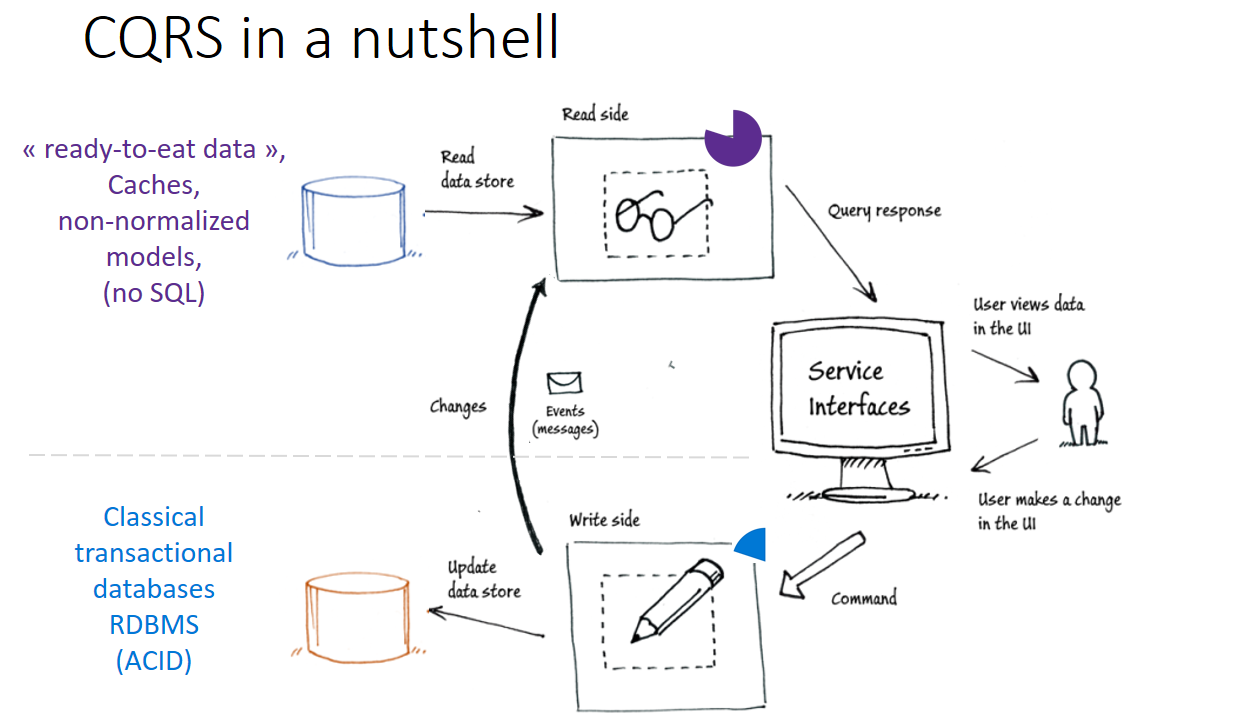 CQRS in a nutshell
« ready-to-eat data »,
Caches,
non-normalized
models,
(no SQL)
Read
data store
Read side
Query response
User views data
in the UI
Service
Interfaces
Changes
Events
(messages)
User makes a change
in the UI
Classical
transactional
databases
RDBMS
(ACID)
Update
data store
Write side
Command